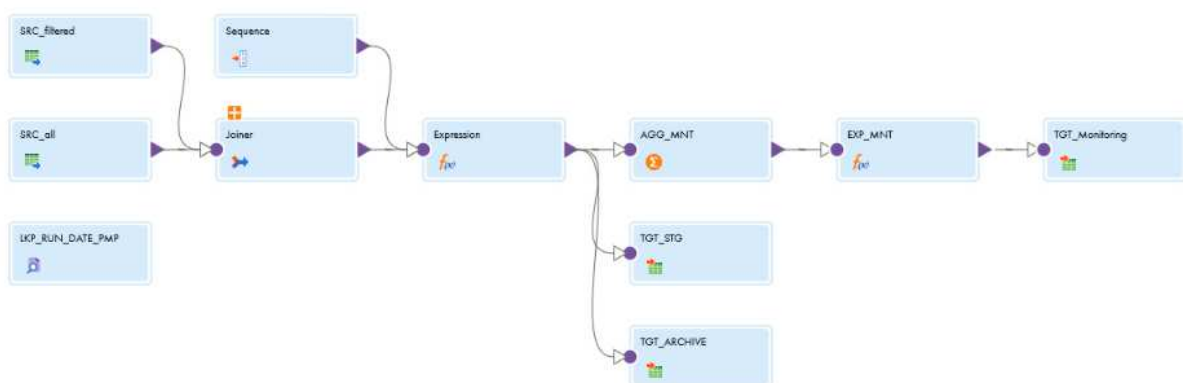 SRC_filtered
Sequence
SRC_all
Joiner
Expression
AGG_MNT
EXP_MNT
TGT_Monitoring
LKP_RUN_DATE_PMP
TGT_STG
TGT_ARCHIVE